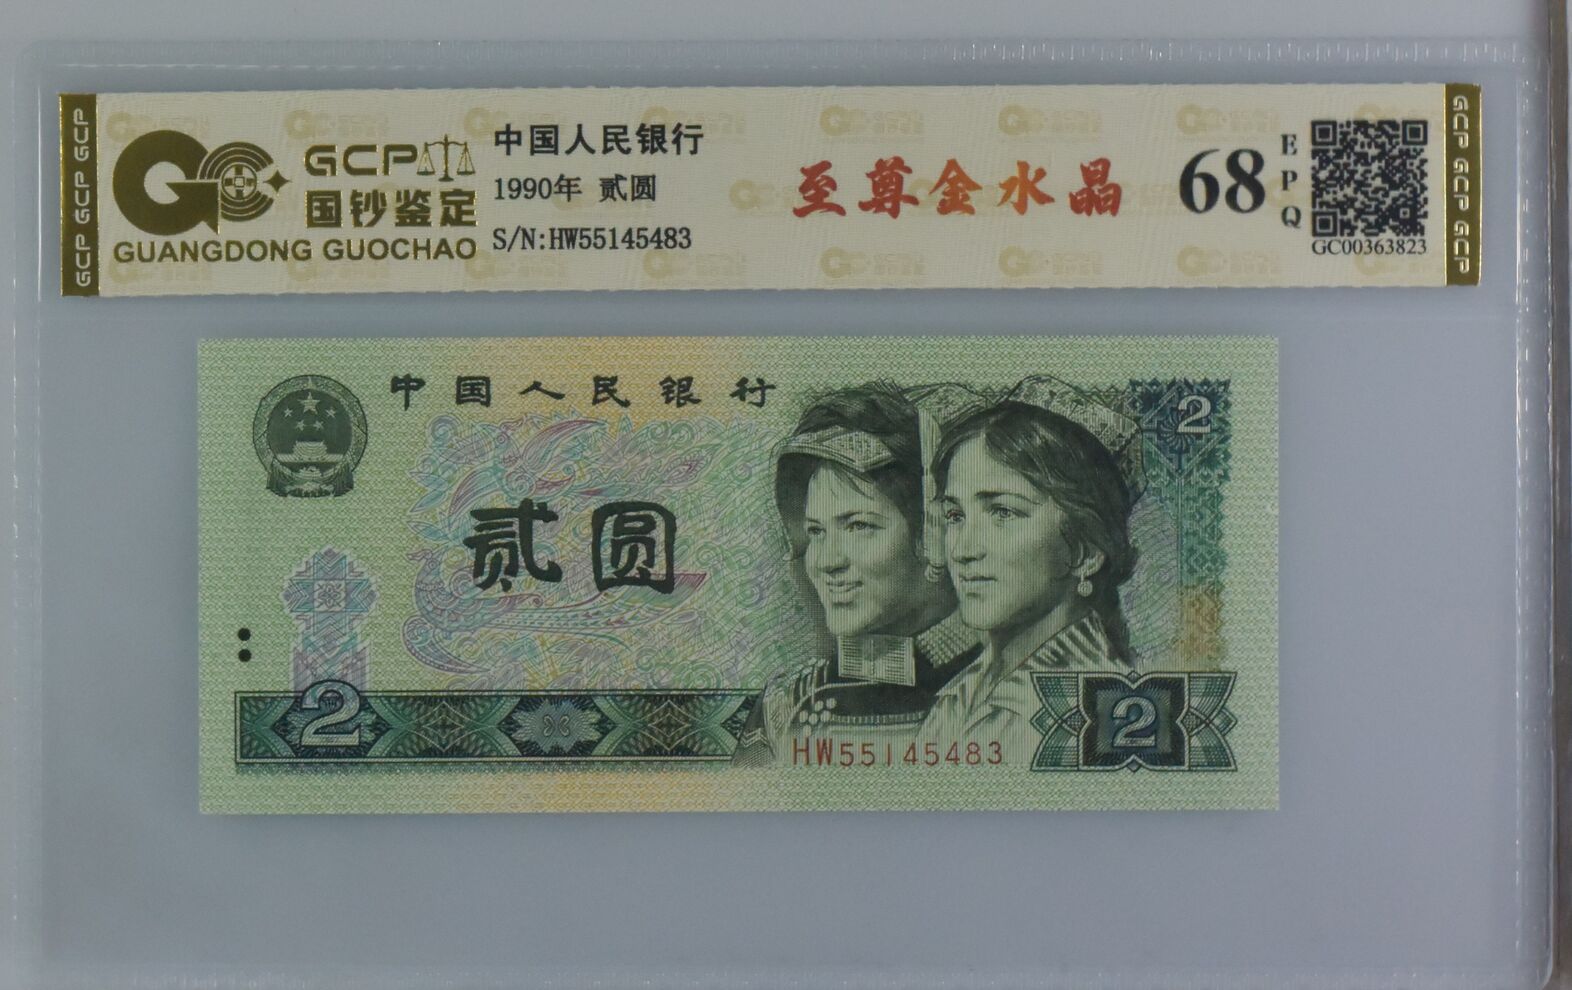 GCP GCP GCP
GCP
国钞鉴定
GUANGDONG GUOCHAO
中国人民银行
1990年 贰圆
S/N:HW55145483
至尊金水晶
68
EPQ
GC00363823
GCP GCP GCP
中国人民银行
2
贰圆
2
HW55145483
2